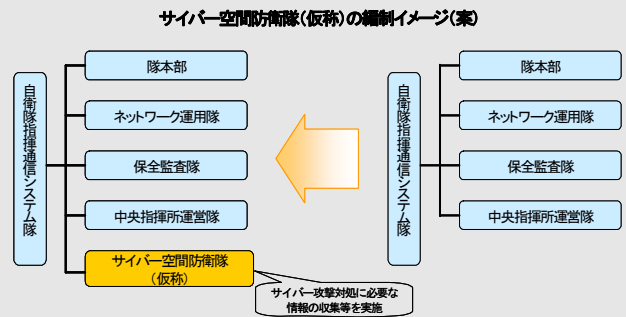 サイバー空間防衛隊(仮称)の編制イメージ(案)
自衛隊指揮通信システム隊
隊本部
ネットワーク運用隊
保全監査隊
中央指揮所運営隊
サイバー空間防衛隊
(仮称)
サイバー攻撃対処に必要な
情報の収集等を実施
自衛隊指揮通信システム隊
隊本部
ネットワーク運用隊
保全監査隊
中央指揮所運営隊